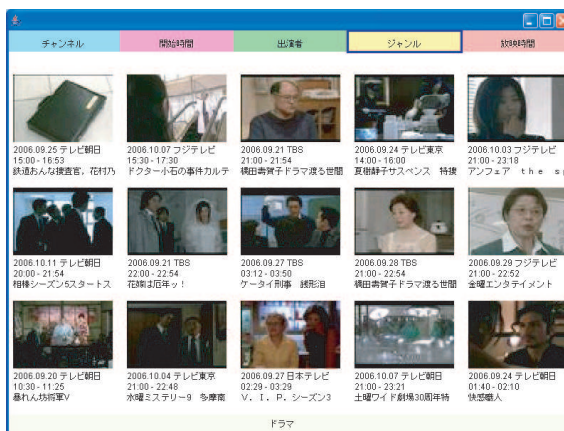 チャンネル
開始時間
出演者
ジャンル
放映時間
2006.09.25 テレビ朝日
15:00 - 16:53
鉄道おんな捜査官，花村乃
2006.10.07 フジテレビ
15:30 - 17:30
ドクター小石の事件カルテ
2006.09.21 TBS
21:00 - 21:54
橋田壽賀子ドラマ渡る世間
2006.09.24 テレビ東京
14:00 - 16:00
夏樹静子サスペンス 特捜
2006.10.03 フジテレビ
21:00 - 23:18
アンフェア ｔｈｅ ｓｐ
2006.10.11 テレビ朝日
20:00 - 21:54
相棒シーズン5スタートス
2006.09.21 TBS
22:00 - 22:54
花嫁は厄年ッ！
2006.09.27 TBS
03:12 - 03:50
ケータイ刑事 銭形泪
2006.09.28 TBS
21:00 - 21:54
橋田壽賀子ドラマ渡る世間
2006.09.29 フジテレビ
21:00 - 22:52
金曜エンタテイメント
2006.09.20 テレビ朝日
10:30 - 11:25
暴れん坊将軍V
2006.10.04 テレビ東京
21:00 - 22:48
水曜ミステリー9 多摩南
2006.09.27 日本テレビ
02:29 - 03:29
Ｖ．Ｉ．Ｐ．シーズン3
2006.10.07 テレビ朝日
21:00 - 23:21
土曜ワイド劇場30周年特
2006.09.24 テレビ朝日
01:40 - 02:10
快感職人
ドラマ